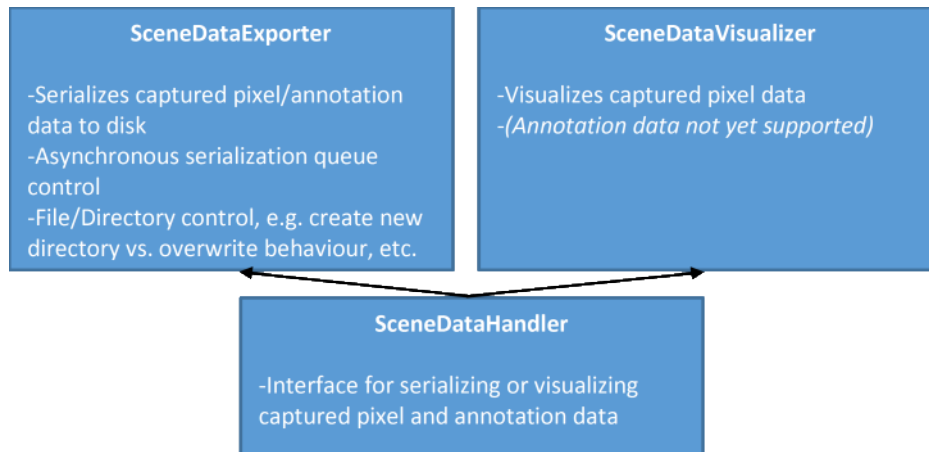 SceneDataExporter
-Serializes captured pixel/annotation
data to disk
-Asynchronous serialization queue
control
-File/Directory control, e.g. create new
directory vs. overwrite behaviour, etc.
SceneDataVisualizer
-Visualizes captured pixel data
-(Annotation data not yet supported)
SceneDataHandler
-Interface for serializing or visualizing
captured pixel and annotation data